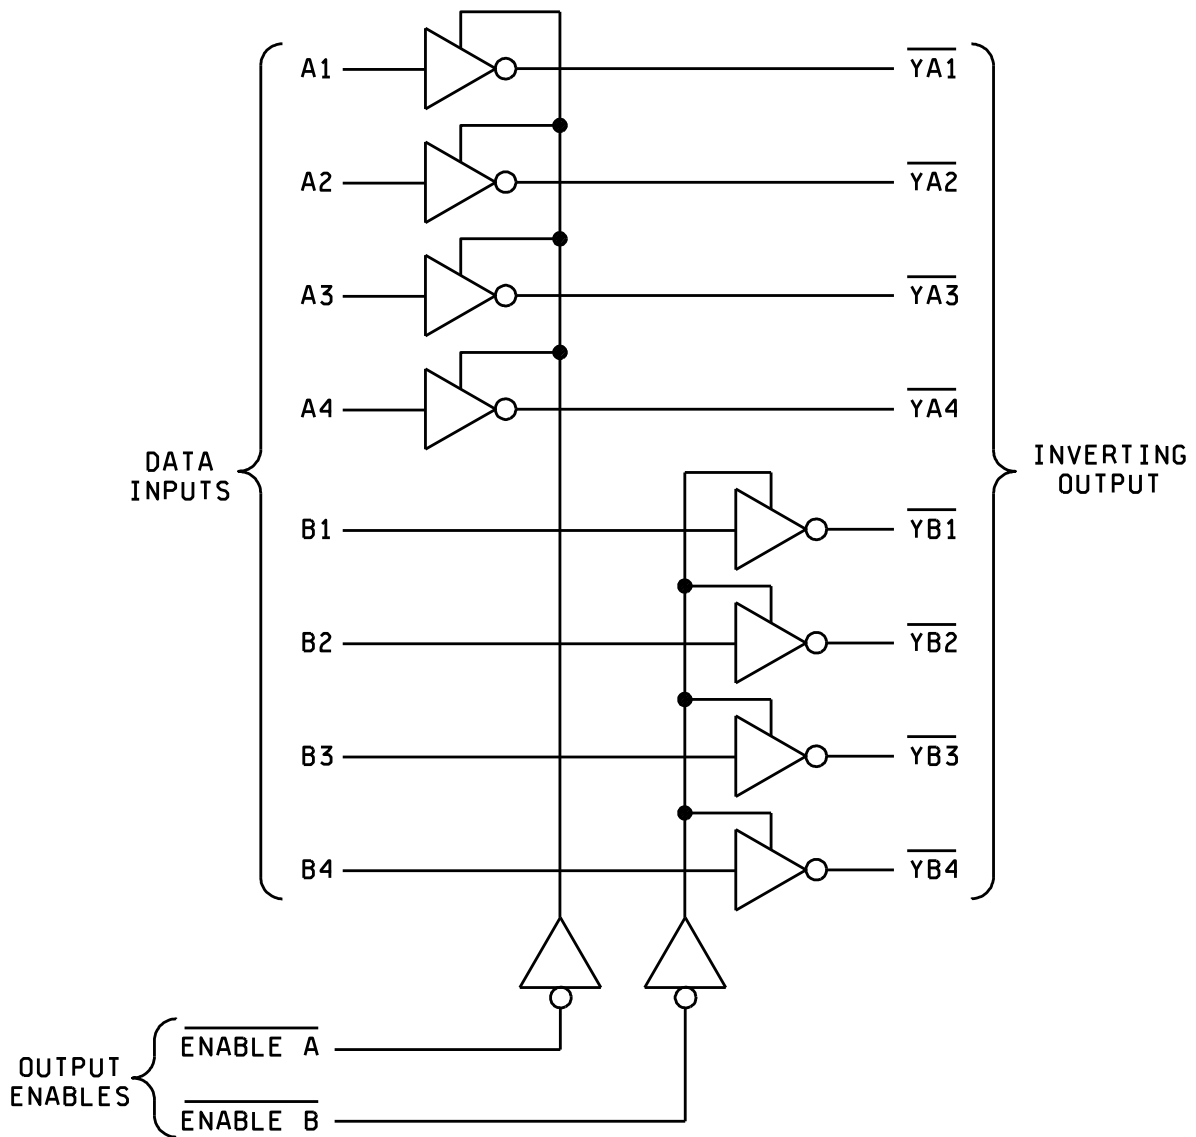 A1
YA1
A2
YA2
A3
YA3
A4
YA4
DATA
INPUTS
INVERTING
OUTPUT
B1
YB1
B2
YB2
B3
YB3
B4
YB4
OUTPUT
ENABLES
ENABLE A
ENABLE B